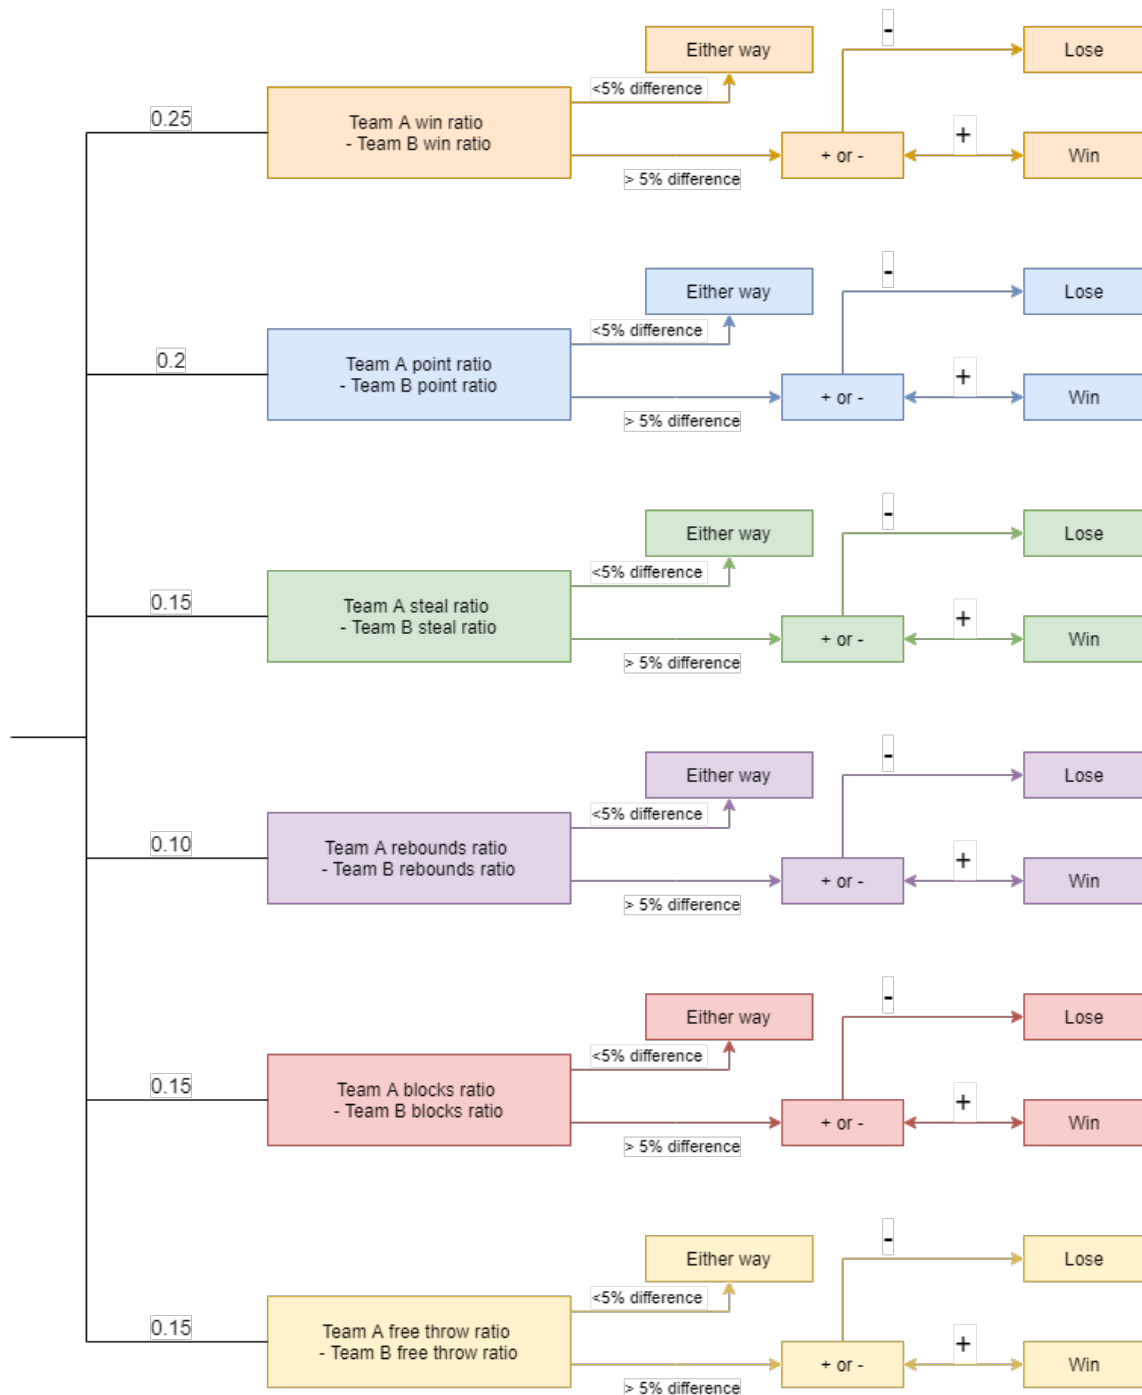 -
Either way
Lose
<5% difference
0.25
Team A win ratio
- Team B win ratio
+
+ or -
Win
> 5% difference
-
Either way
Lose
<5% difference
0.2
Team A point ratio
- Team B point ratio
+
+ or -
Win
> 5% difference
-
Either way
Lose
<5% difference
0.15
Team A steal ratio
- Team B steal ratio
+
+ or -
Win
> 5% difference
-
Either way
Lose
<5% difference
0.10
Team A rebounds ratio
- Team B rebounds ratio
+
+ or -
Win
> 5% difference
-
Either way
Lose
<5% difference
0.15
Team A blocks ratio
- Team B blocks ratio
+
+ or -
Win
> 5% difference
-
Either way
Lose
<5% difference
0.15
Team A free throw ratio
- Team B free throw ratio
+
+ or -
Win
> 5% difference